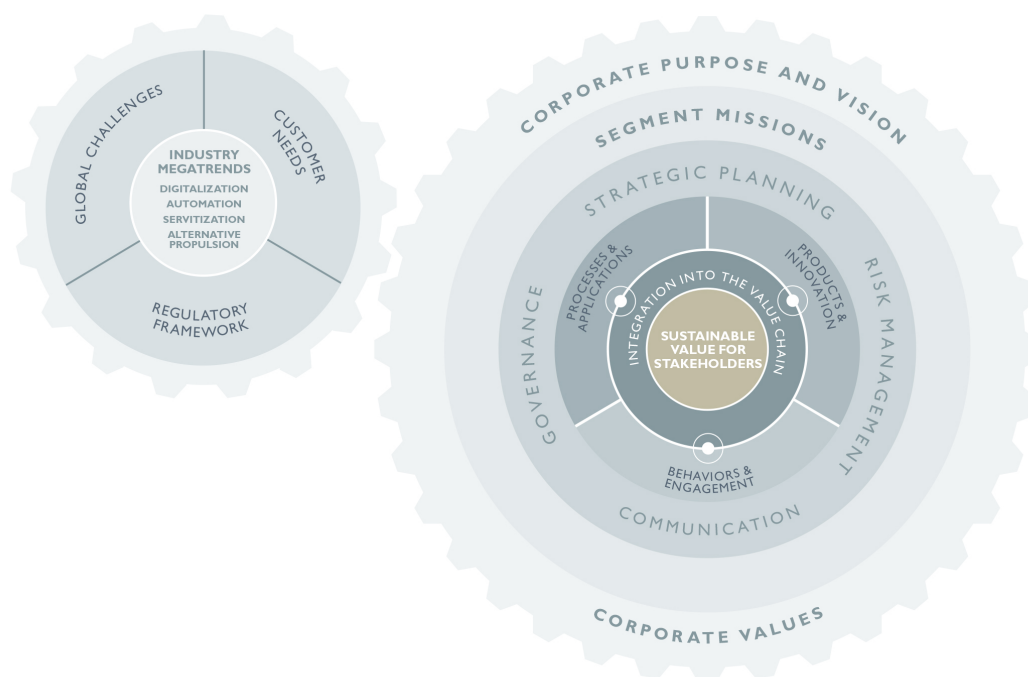 GLOBAL CHALLENGES
CUSTOMER
NEEDS
INDUSTRY
MEGATRENDS
DIGITALIZATION
AUTOMATION
SERVITIZATION
ALTERNATIVE
PROPULSION
REGULATORY
FRAMEWORK
CORPORATE PURPOSE AND VISION
SEGMENT MISSIONS
STRATEGIC PLANNING
GOVERNANCE
RISK MANAGEMENT
PROCESSES &
APPLICATIONS
PRODUCTS &
INNOVATION
INTEGRATION INTO THE VALUE CHAIN
SUSTAINABLE
VALUE FOR
STAKEHOLDERS
BEHAVIORS &
ENGAGEMENT
COMMUNICATION
CORPORATE VALUES